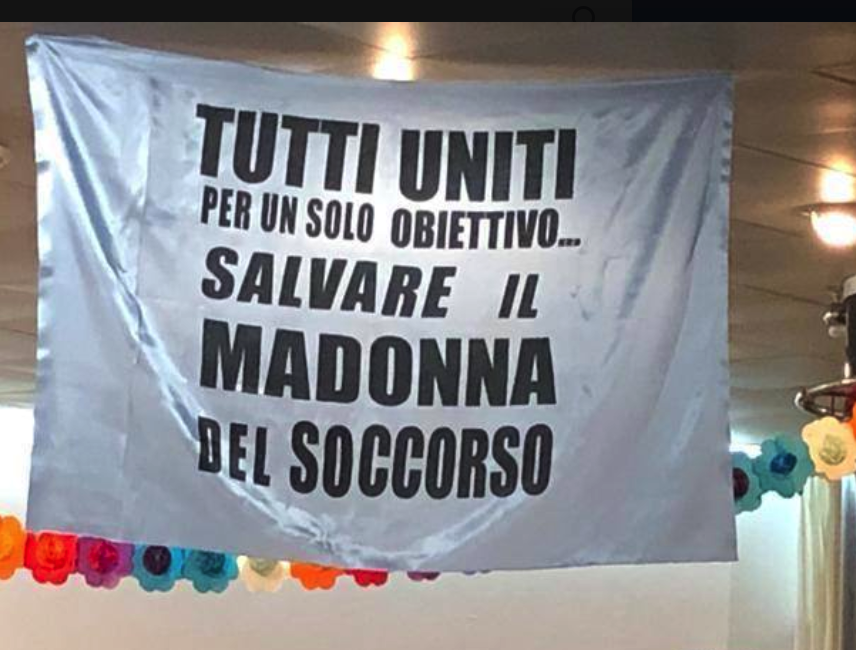 TUTTI UNITI
PER UN SOLO OBIETTIVO...
SALVARE IL
MADONNA
DEL SOCCORSO